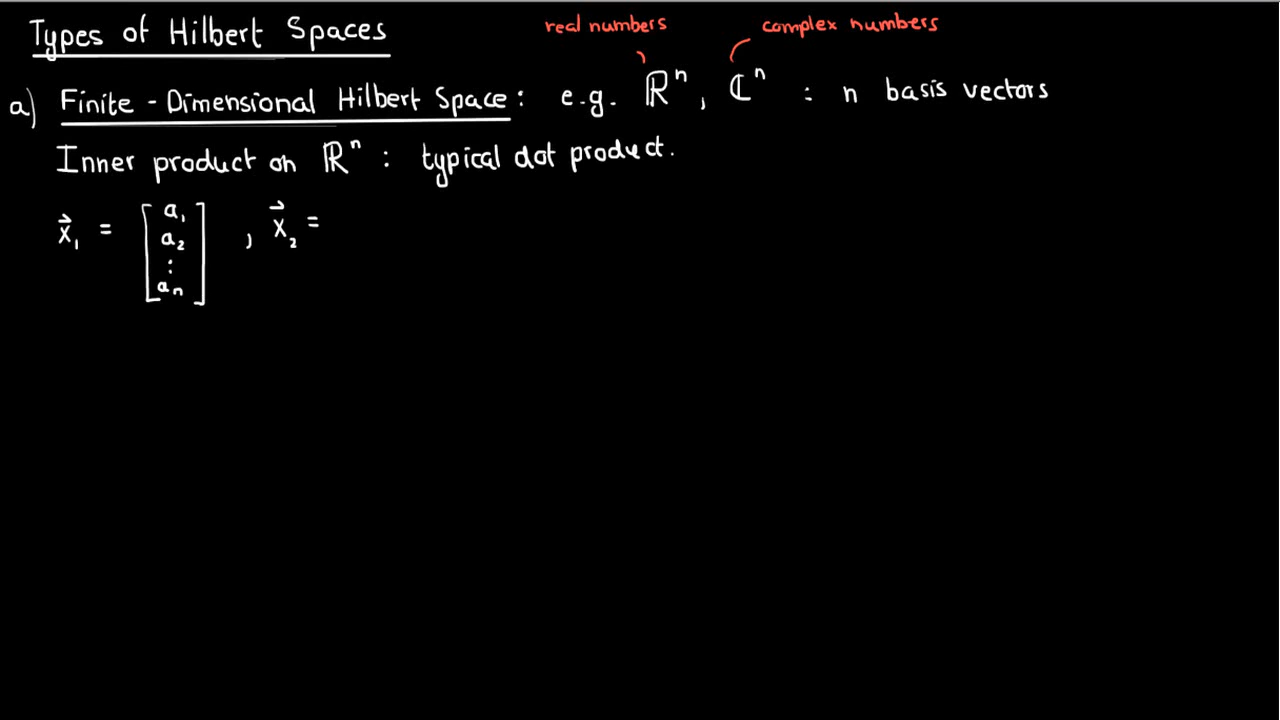 Types of Hilbert Spaces
real numbers
complex numbers
a) Finite - Dimensional Hilbert Space : e.g. ℝⁿ, ℂⁿ : n basis vectors
Inner product on ℝⁿ : typical dot product.
x⃗₁ = [a₁ a₂ ⋮ aₙ] , x⃗₂ =